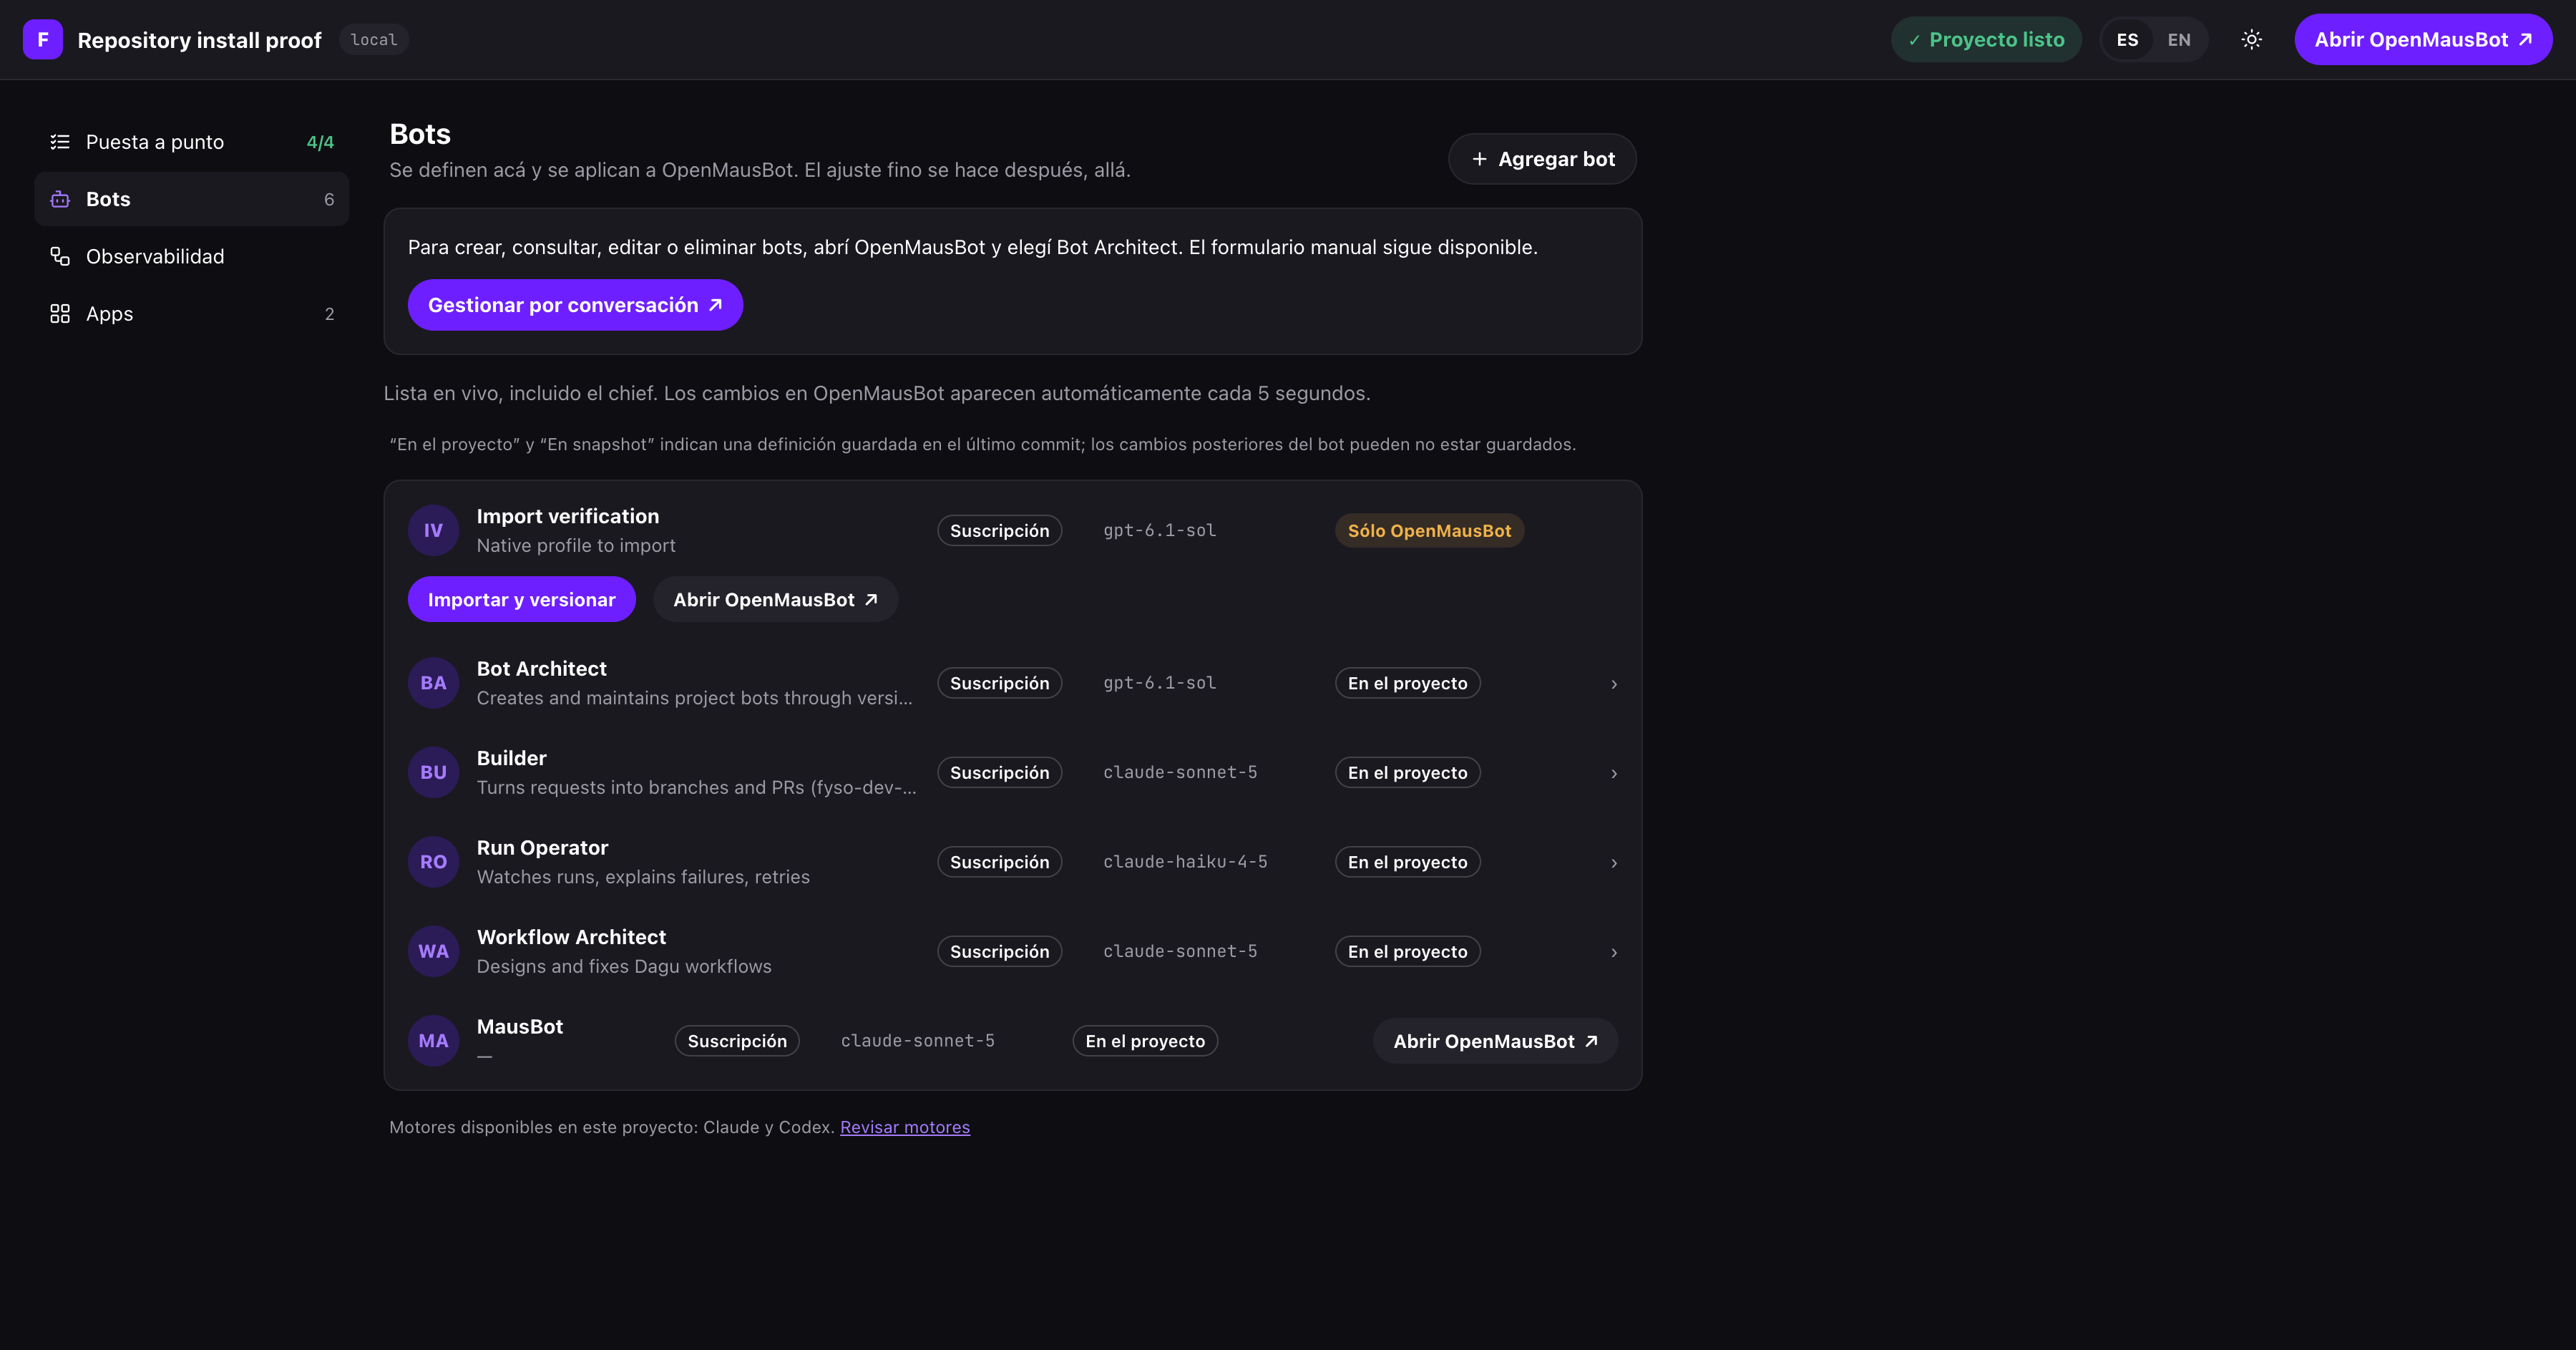 F Repository install proof local ✓ Proyecto listo ES EN Abrir OpenMausBot ↗
Puesta a punto 4/4
Bots 6
Observabilidad
Apps 2
Bots
Se definen acá y se aplican a OpenMausBot. El ajuste fino se hace después, allá.
+ Agregar bot
Para crear, consultar, editar o eliminar bots, abrí OpenMausBot y elegí Bot Architect. El formulario manual sigue disponible.
Gestionar por conversación ↗
Lista en vivo, incluido el chief. Los cambios en OpenMausBot aparecen automáticamente cada 5 segundos.
“En el proyecto” y “En snapshot” indican una definición guardada en el último commit; los cambios posteriores del bot pueden no estar guardados.
IV Import verification Suscripción gpt-6.1-sol Sólo OpenMausBot
Native profile to import
Importar y versionar Abrir OpenMausBot ↗
BA Bot Architect Suscripción gpt-6.1-sol En el proyecto ›
Creates and maintains project bots through versi...
BU Builder Suscripción claude-sonnet-5 En el proyecto ›
Turns requests into branches and PRs (fyso-dev-...
RO Run Operator Suscripción claude-haiku-4-5 En el proyecto ›
Watches runs, explains failures, retries
WA Workflow Architect Suscripción claude-sonnet-5 En el proyecto ›
Designs and fixes Dagu workflows
MA MausBot Suscripción claude-sonnet-5 En el proyecto Abrir OpenMausBot ↗
—
Motores disponibles en este proyecto: Claude y Codex. Revisar motores